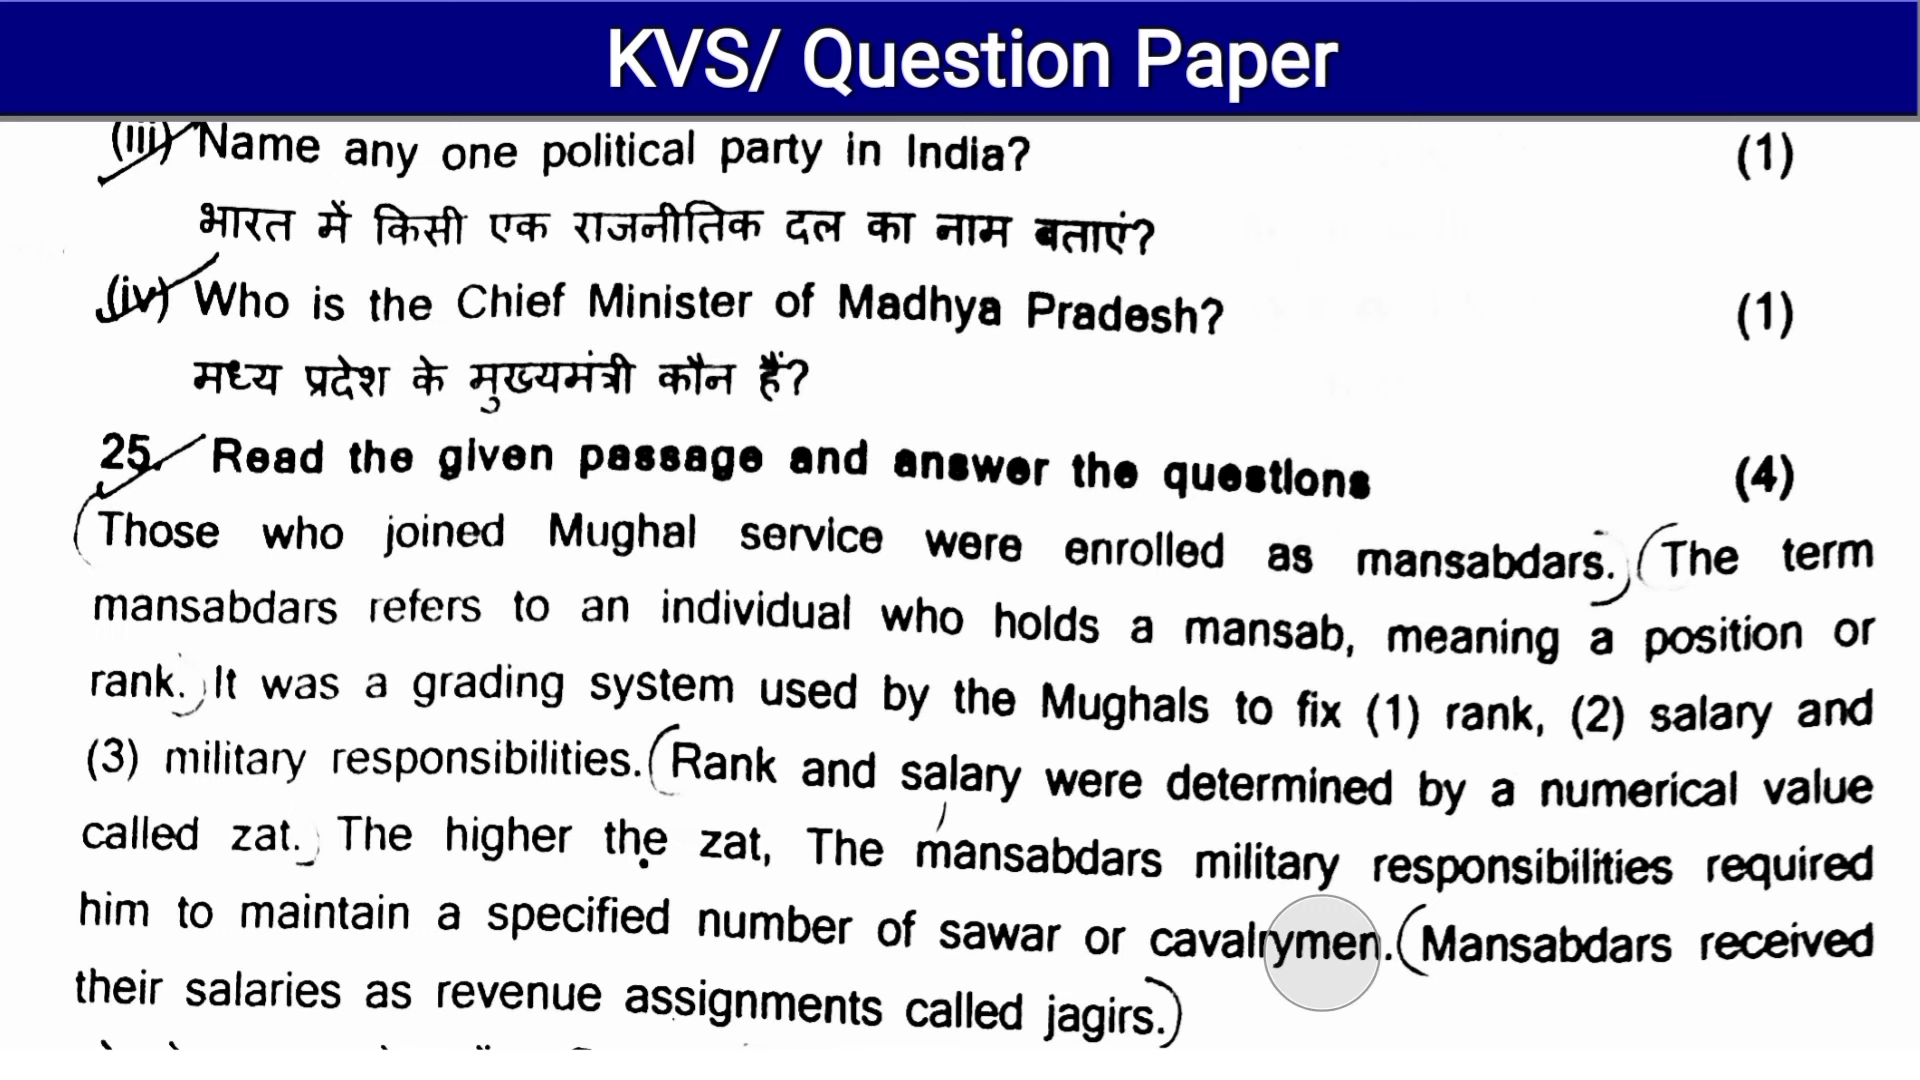 KVS/ Question Paper
(iii) Name any one political party in India? (1)
भारत में किसी एक राजनीतिक दल का नाम बताएं?
(iv) Who is the Chief Minister of Madhya Pradesh? (1)
मध्य प्रदेश के मुख्यमंत्री कौन हैं?
25. Read the given passage and answer the questions (4)
Those who joined Mughal service were enrolled as mansabdars. The term
mansabdars refers to an individual who holds a mansab, meaning a position or
rank. It was a grading system used by the Mughals to fix (1) rank, (2) salary and
(3) military responsibilities. Rank and salary were determined by a numerical value
called zat. The higher the zat, The mansabdars military responsibilities required
him to maintain a specified number of sawar or cavalrymen. Mansabdars received
their salaries as revenue assignments called jagirs.